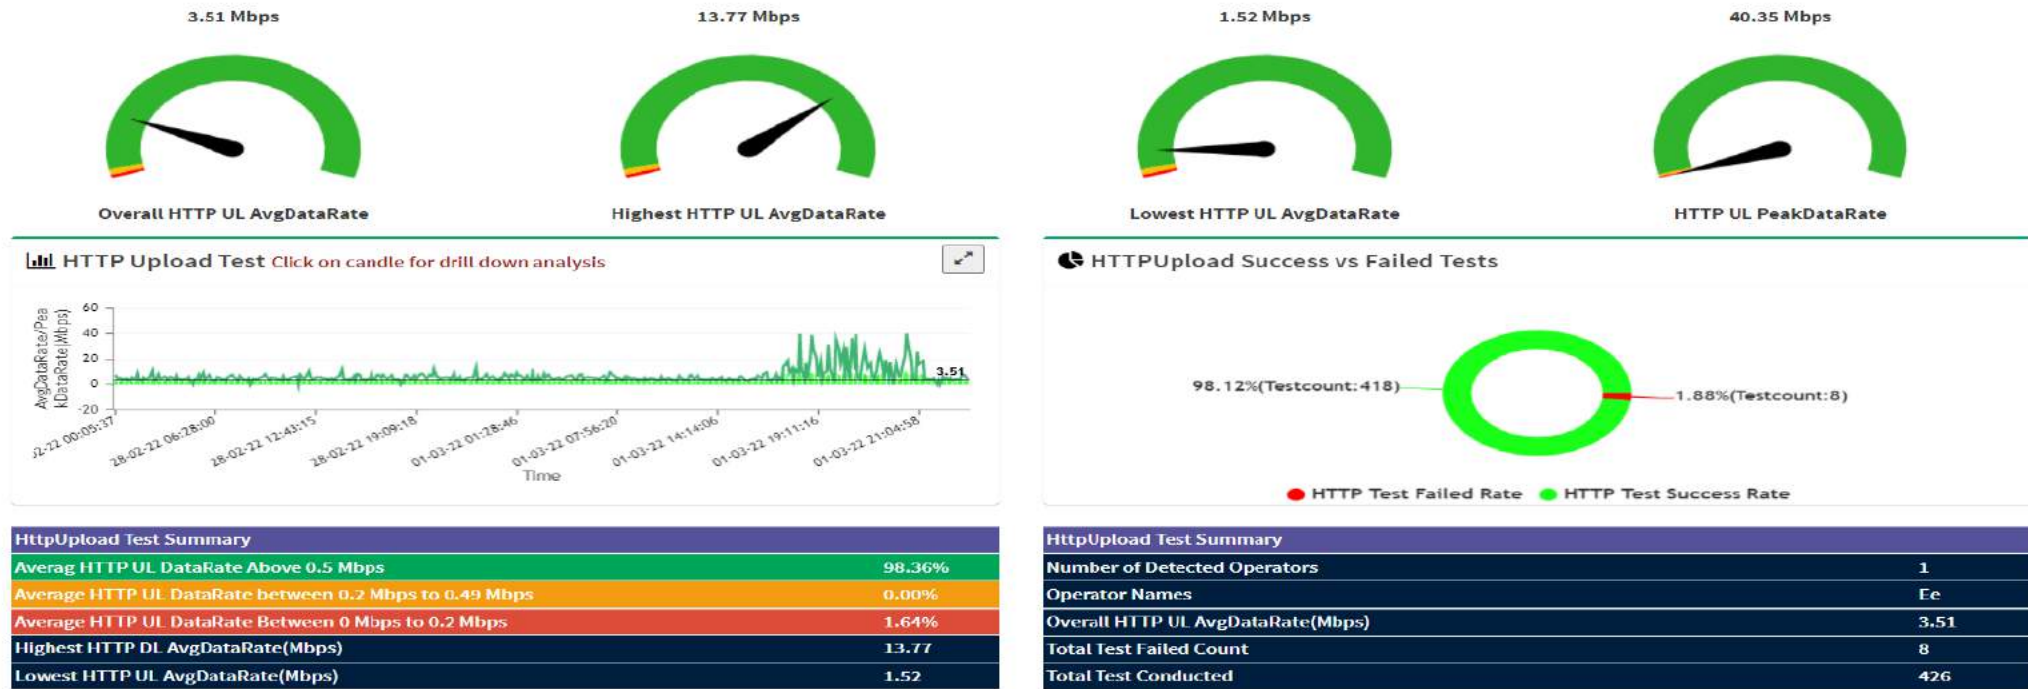 3.51 Mbps
13.77 Mbps
1.52 Mbps
40.35 Mbps
Overall HTTP UL AvgDataRate
Highest HTTP UL AvgDataRate
Lowest HTTP UL AvgDataRate
HTTP UL PeakDataRate
HTTP Upload Test Click on candle for drill down analysis
AvgDataRate/Pea
kDataRate(Mbps)
60
40
20
0
-20
3.51
02-22 00:05:37
28-02-22 06:28:00
28-02-22 12:43:15
28-02-22 19:09:18
01-03-22 01:28:46
01-03-22 07:56:20
01-03-22 14:14:06
01-03-22 19:11:16
01-03-22 21:04:58
Time
HTTPUpload Success vs Failed Tests
98.12%(Testcount:418)
1.88%(Testcount:8)
HTTP Test Failed Rate
HTTP Test Success Rate
HttpUpload Test Summary
Averag HTTP UL DataRate Above 0.5 Mbps 98.36%
Average HTTP UL DataRate between 0.2 Mbps to 0.49 Mbps 0.00%
Average HTTP UL DataRate Between 0 Mbps to 0.2 Mbps 1.64%
Highest HTTP DL AvgDataRate(Mbps) 13.77
Lowest HTTP UL AvgDataRate(Mbps) 1.52
HttpUpload Test Summary
Number of Detected Operators 1
Operator Names Ee
Overall HTTP UL AvgDataRate(Mbps) 3.51
Total Test Failed Count 8
Total Test Conducted 426